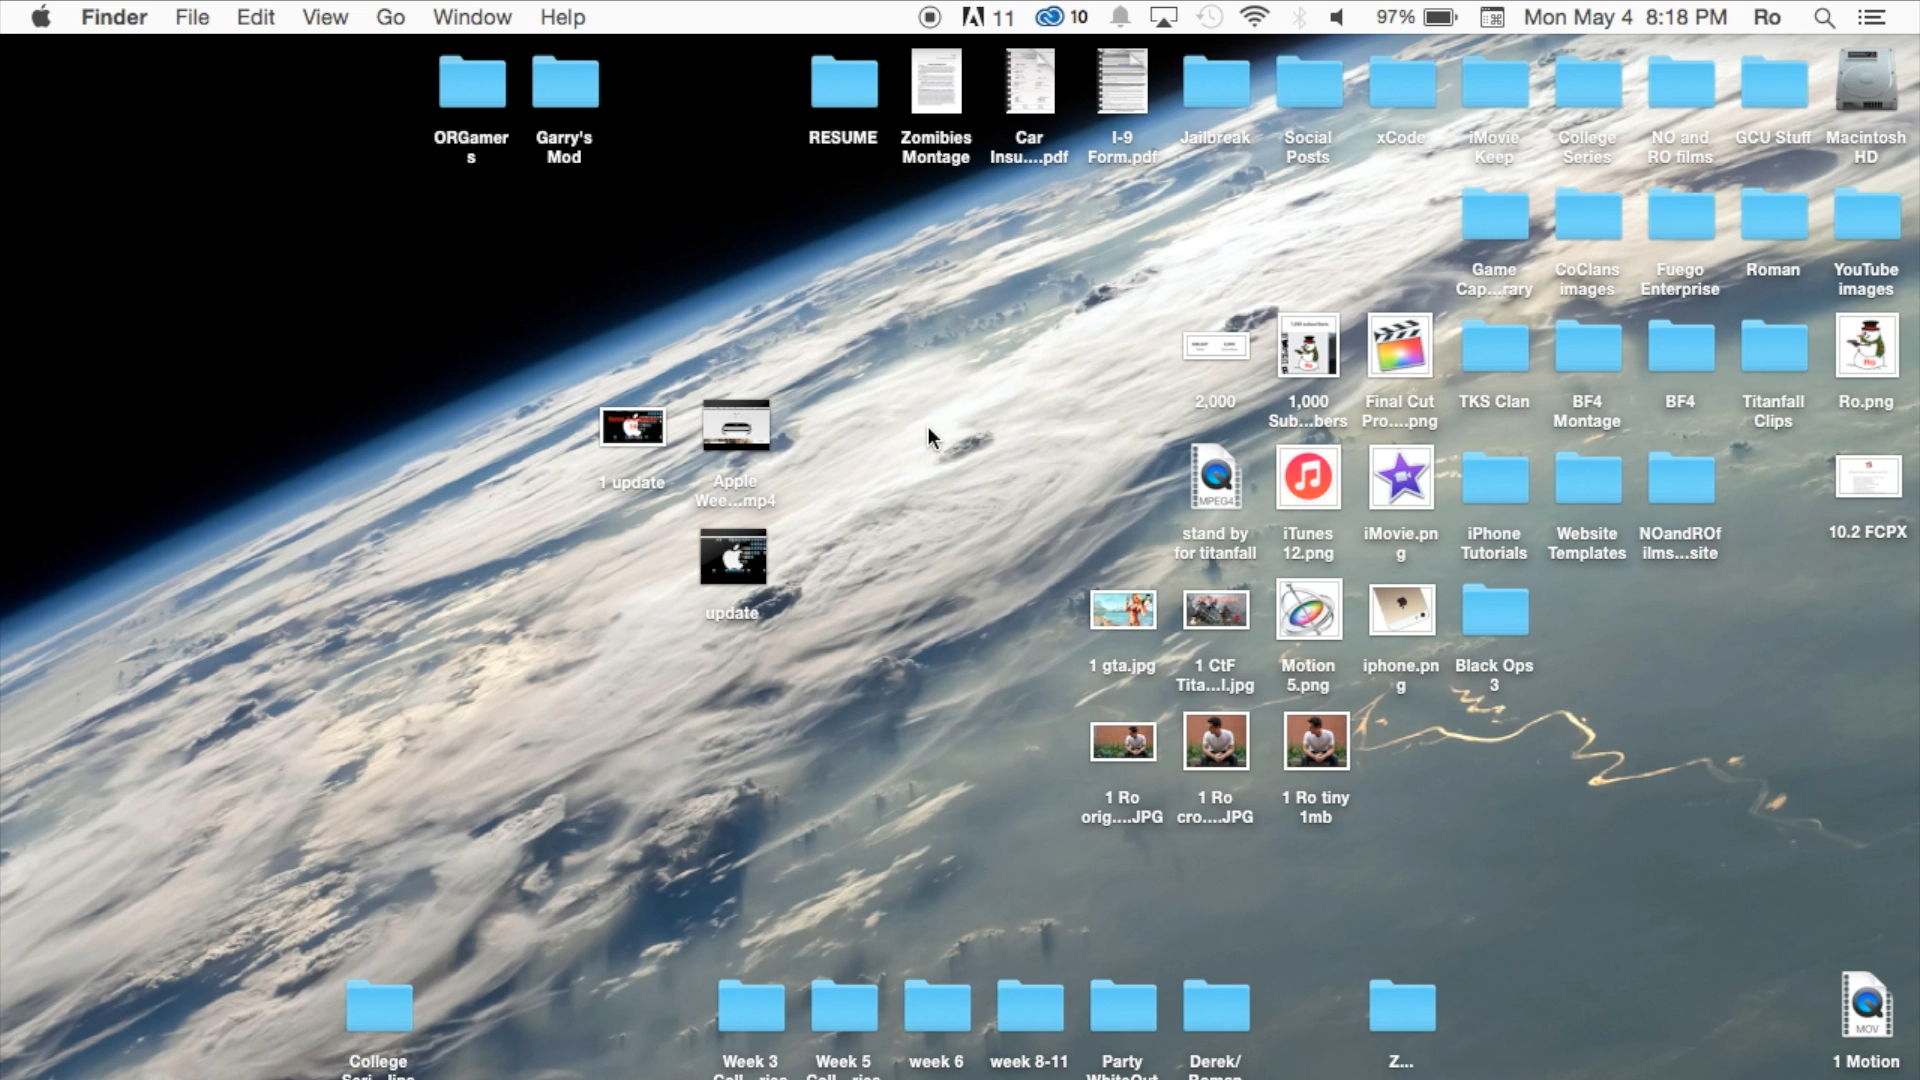 Finder File Edit View Go Window Help 11 10 97% Mon May 4 8:18 PM Ro
ORGamer
s
Garry's
Mod
RESUME
Zomibies
Montage
Car
Insu....pdf
I-9
Form.pdf
Jailbreak
Social
Posts
xCode
iMovie
Keep
College
Series
NO and
RO films
GCU Stuff
Macintosh
HD
Game
Cap...rary
CoClans
images
Fuego
Enterprise
Roman
YouTube
images
2,000
1,000
Sub...bers
Final Cut
Pro....png
TKS Clan
BF4
Montage
BF4
Titanfall
Clips
Ro.png
1 update
Apple
Wee...mp4
MPEG4
stand by
for titanfall
iTunes
12.png
iMovie.pn
g
iPhone
Tutorials
Website
Templates
NOandROf
ilms...site
10.2 FCPX
update
1 gta.jpg
1 CtF
Tita...l.jpg
Motion
5.png
iphone.pn
g
Black Ops
3
1 Ro
orig....JPG
1 Ro
cro....JPG
1 Ro tiny
1mb
College
Week 3
Week 5
week 6
week 8-11
Party
WhiteOut
Derek/
Roman
Z...
MOV
1 Motion